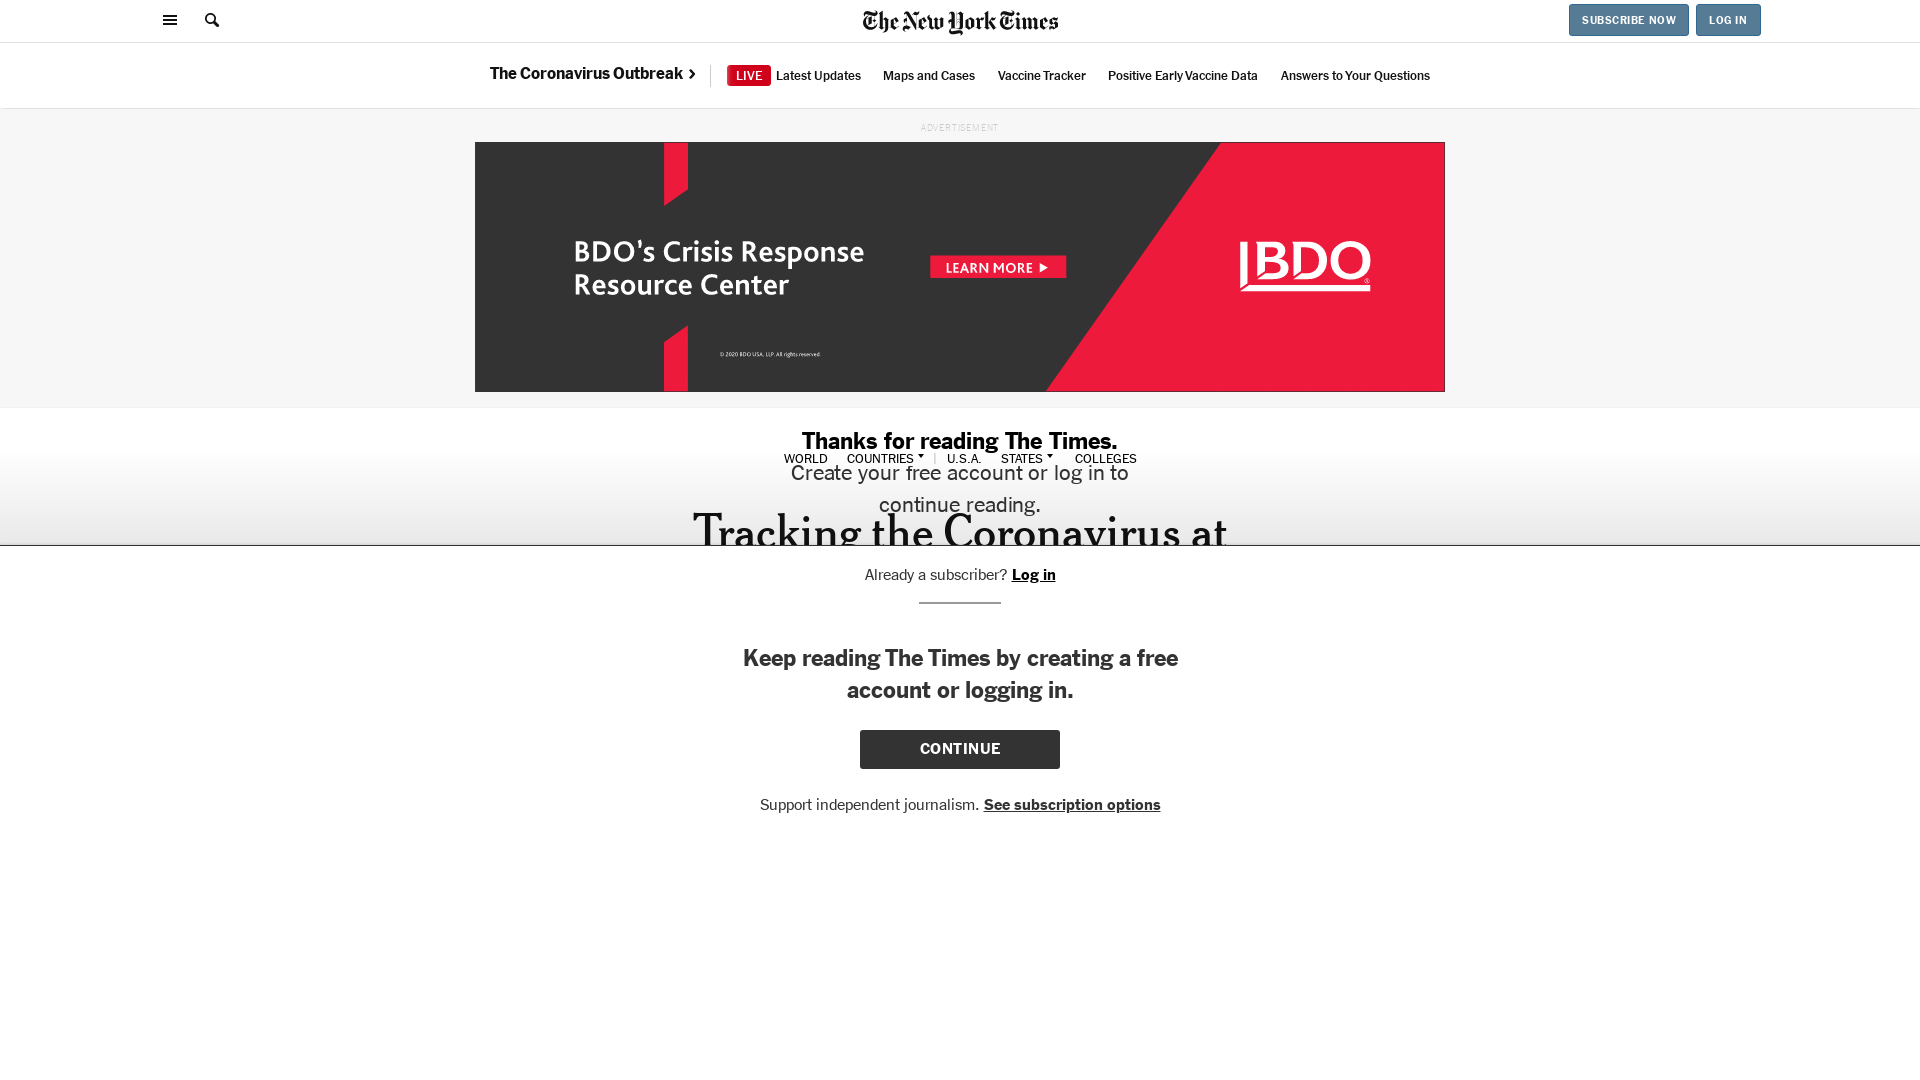 The New York Times
SUBSCRIBE NOW
LOG IN
The Coronavirus Outbreak
LIVE Latest Updates
Maps and Cases
Vaccine Tracker
Positive Early Vaccine Data
Answers to Your Questions
ADVERTISEMENT
BDO's Crisis Response
Resource Center
LEARN MORE
BDO
®
© 2020 BDO USA, LLP. All rights reserved
Thanks for reading The Times.
WORLD COUNTRIES U.S.A. STATES COLLEGES
Create your free account or log in to
continue reading.
Tracking the Coronavirus at
Already a subscriber? Log in
Keep reading The Times by creating a free
account or logging in.
CONTINUE
Support independent journalism. See subscription options